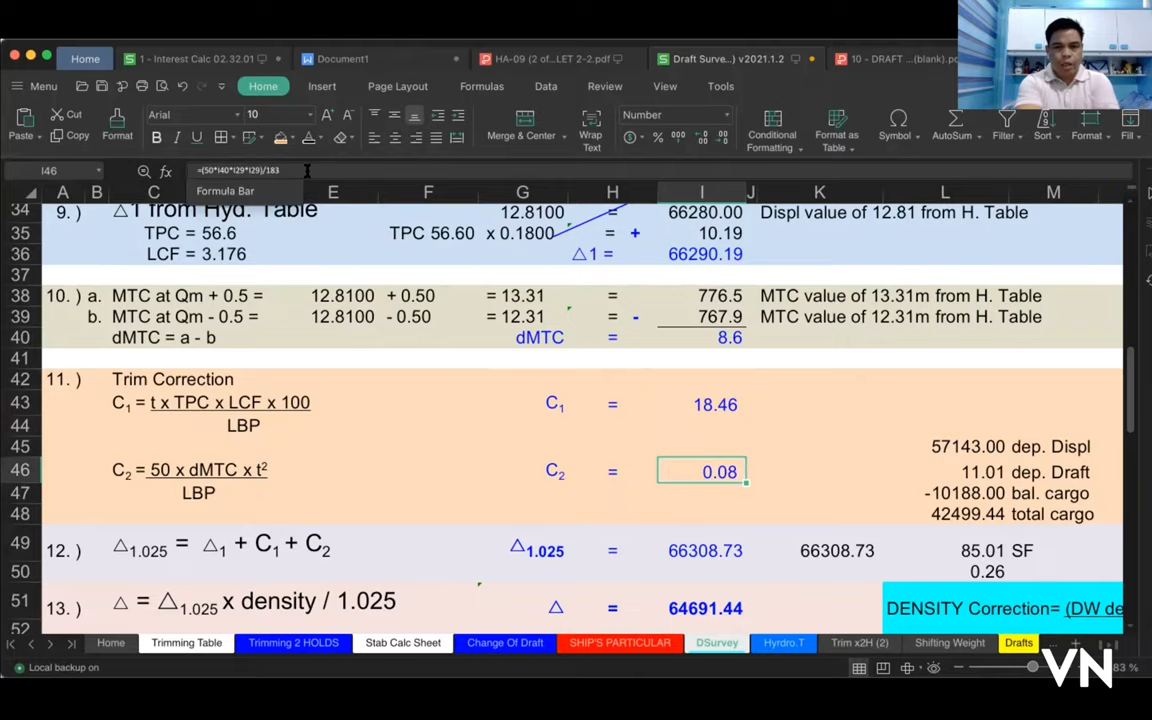 Home
1 - Interest Calc 02.32.01
Document1
HA-09 (2 of...LET 2-2.pdf
Draft Surve...) v2021.1.2
10 - DRAFT ...(blank).p
Menu
Home
Insert
Page Layout
Formulas
Data
Review
View
Tools
Paste
Cut
Copy
Format
Arial
10
Merge & Center
Wrap Text
Number
Conditional Formatting
Format as Table
Symbol
AutoSum
Filter
Sort
Format
Fill
I46
=(50*I40*I29*I29)/183
Formula Bar
A B C E F G H I J K L M
34 9. ) △1 from Hyd. Table 12.8100 = 66280.00 Displ value of 12.81 from H. Table
35 TPC = 56.6 TPC 56.60 x 0.1800 = + 10.19
36 LCF = 3.176 △1 = 66290.19
37
38 10. ) a. MTC at Qm + 0.5 = 12.8100 + 0.50 = 13.31 = 776.5 MTC value of 13.31m from H. Table
39 b. MTC at Qm - 0.5 = 12.8100 - 0.50 = 12.31 = - 767.9 MTC value of 12.31m from H. Table
40 dMTC = a - b dMTC = 8.6
41
42 11. ) Trim Correction
43 C1 = t x TPC x LCF x 100 C1 = 18.46
44 LBP
45 57143.00 dep. Displ
46 C2 = 50 x dMTC x t² C2 = 0.08 11.01 dep. Draft
47 LBP -10188.00 bal. cargo
48 42499.44 total cargo
49 12. ) △1.025 = △1 + C1 + C2 △1.025 = 66308.73 66308.73 85.01 SF
50 0.26
51 13. ) △ = △1.025 x density / 1.025 △ = 64691.44 DENSITY Correction= (DW de
52
Home
Trimming Table
Trimming 2 HOLDS
Stab Calc Sheet
Change Of Draft
SHIP'S PARTICULAR
DSurvey
Hydro.T
Trim x2H (2)
Shifting Weight
Drafts
...
Local backup on
83 %
VN